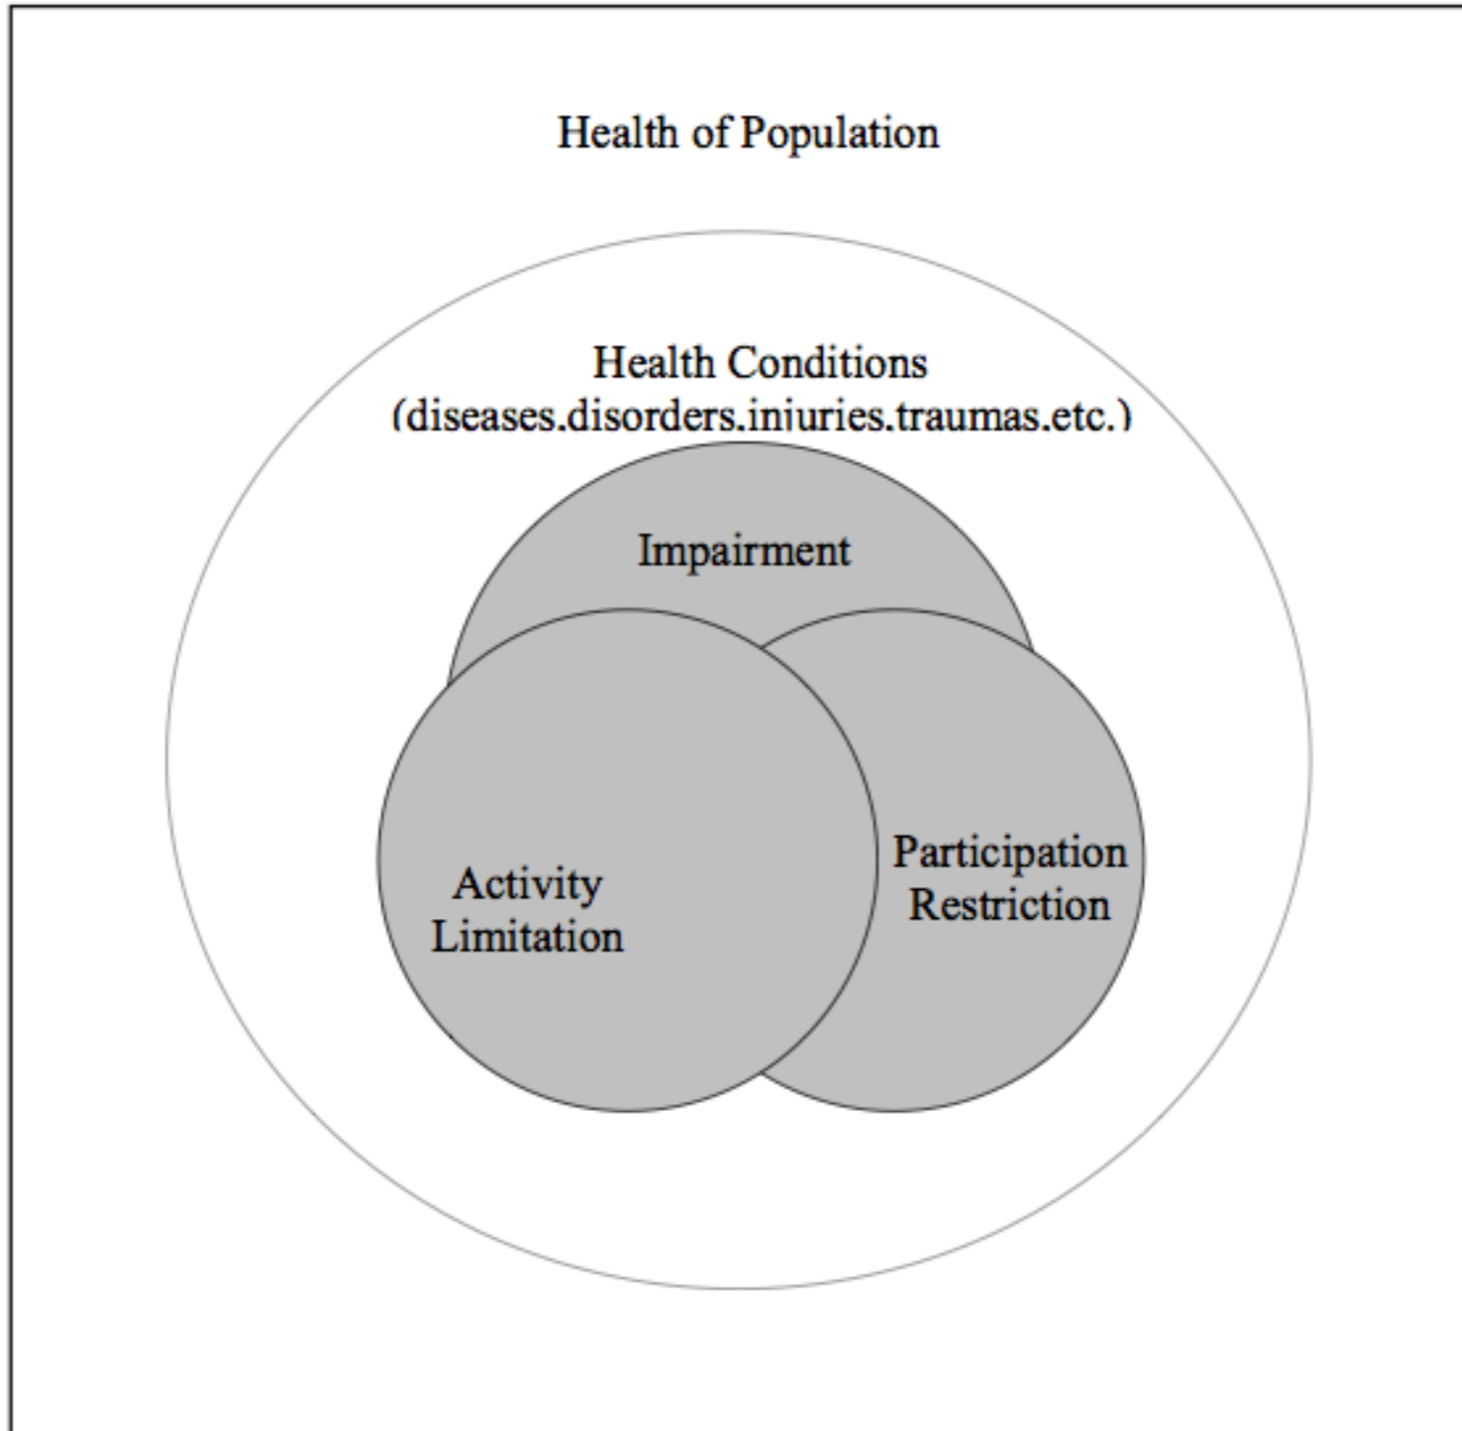 Health of Population
Health Conditions
(diseases.disorders.injuries.traumas.etc.)
Impairment
Activity
Limitation
Participation
Restriction